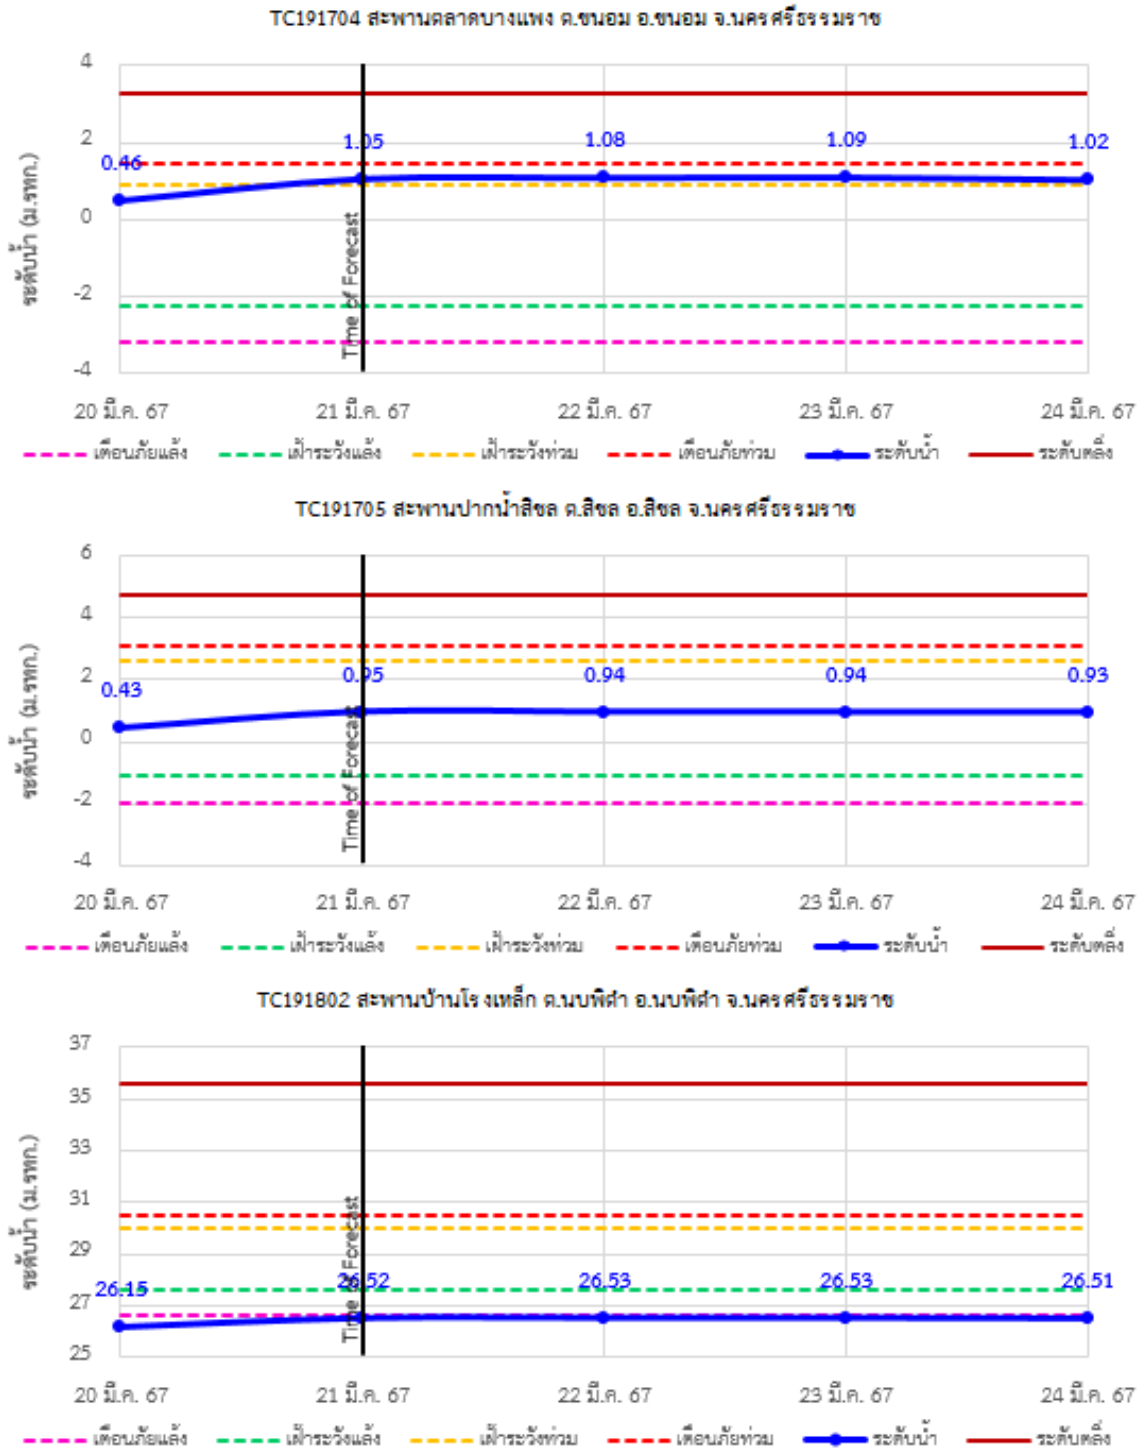 TC191704 สะพานตลาดบางแพง ต.ขนอม อ.ขนอม จ.นครศรีธรรมราช
ระดับน้ำ (ม.รทก.)
4
2
0
-2
-4
0.46
1.05
1.08
1.09
1.02
Time of Forecast
20 มี.ค. 67
21 มี.ค. 67
22 มี.ค. 67
23 มี.ค. 67
24 มี.ค. 67
เตือนภัยแล้ง เฝ้าระวังแล้ง เฝ้าระวังท่วม เตือนภัยท่วม ระดับน้ำ ระดับตลิ่ง
TC191705 สะพานปากน้ำสิชล ต.สิชล อ.สิชล จ.นครศรีธรรมราช
ระดับน้ำ (ม.รทก.)
6
4
2
0
-2
-4
0.43
0.95
0.94
0.94
0.93
Time of Forecast
20 มี.ค. 67
21 มี.ค. 67
22 มี.ค. 67
23 มี.ค. 67
24 มี.ค. 67
เตือนภัยแล้ง เฝ้าระวังแล้ง เฝ้าระวังท่วม เตือนภัยท่วม ระดับน้ำ ระดับตลิ่ง
TC191802 สะพานบ้านโรงเหล็ก ต.นบพิตำ อ.นบพิตำ จ.นครศรีธรรมราช
ระดับน้ำ (ม.รทก.)
37
35
33
31
29
27
25
26.15
26.52
26.53
26.53
26.51
Time of Forecast
20 มี.ค. 67
21 มี.ค. 67
22 มี.ค. 67
23 มี.ค. 67
24 มี.ค. 67
เตือนภัยแล้ง เฝ้าระวังแล้ง เฝ้าระวังท่วม เตือนภัยท่วม ระดับน้ำ ระดับตลิ่ง